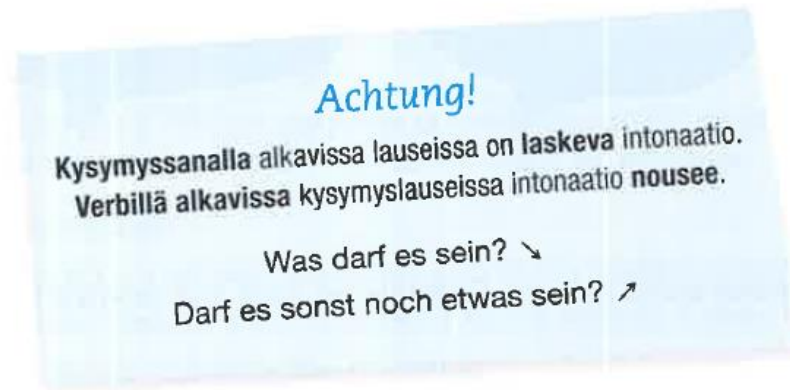 Achtung!
Kysymyssanalla alkavissa lauseissa on laskeva intonaatio.
Verbillä alkavissa kysymyslauseissa intonaatio nousee.
Was darf es sein? ↘
Darf es sonst noch etwas sein? ↗